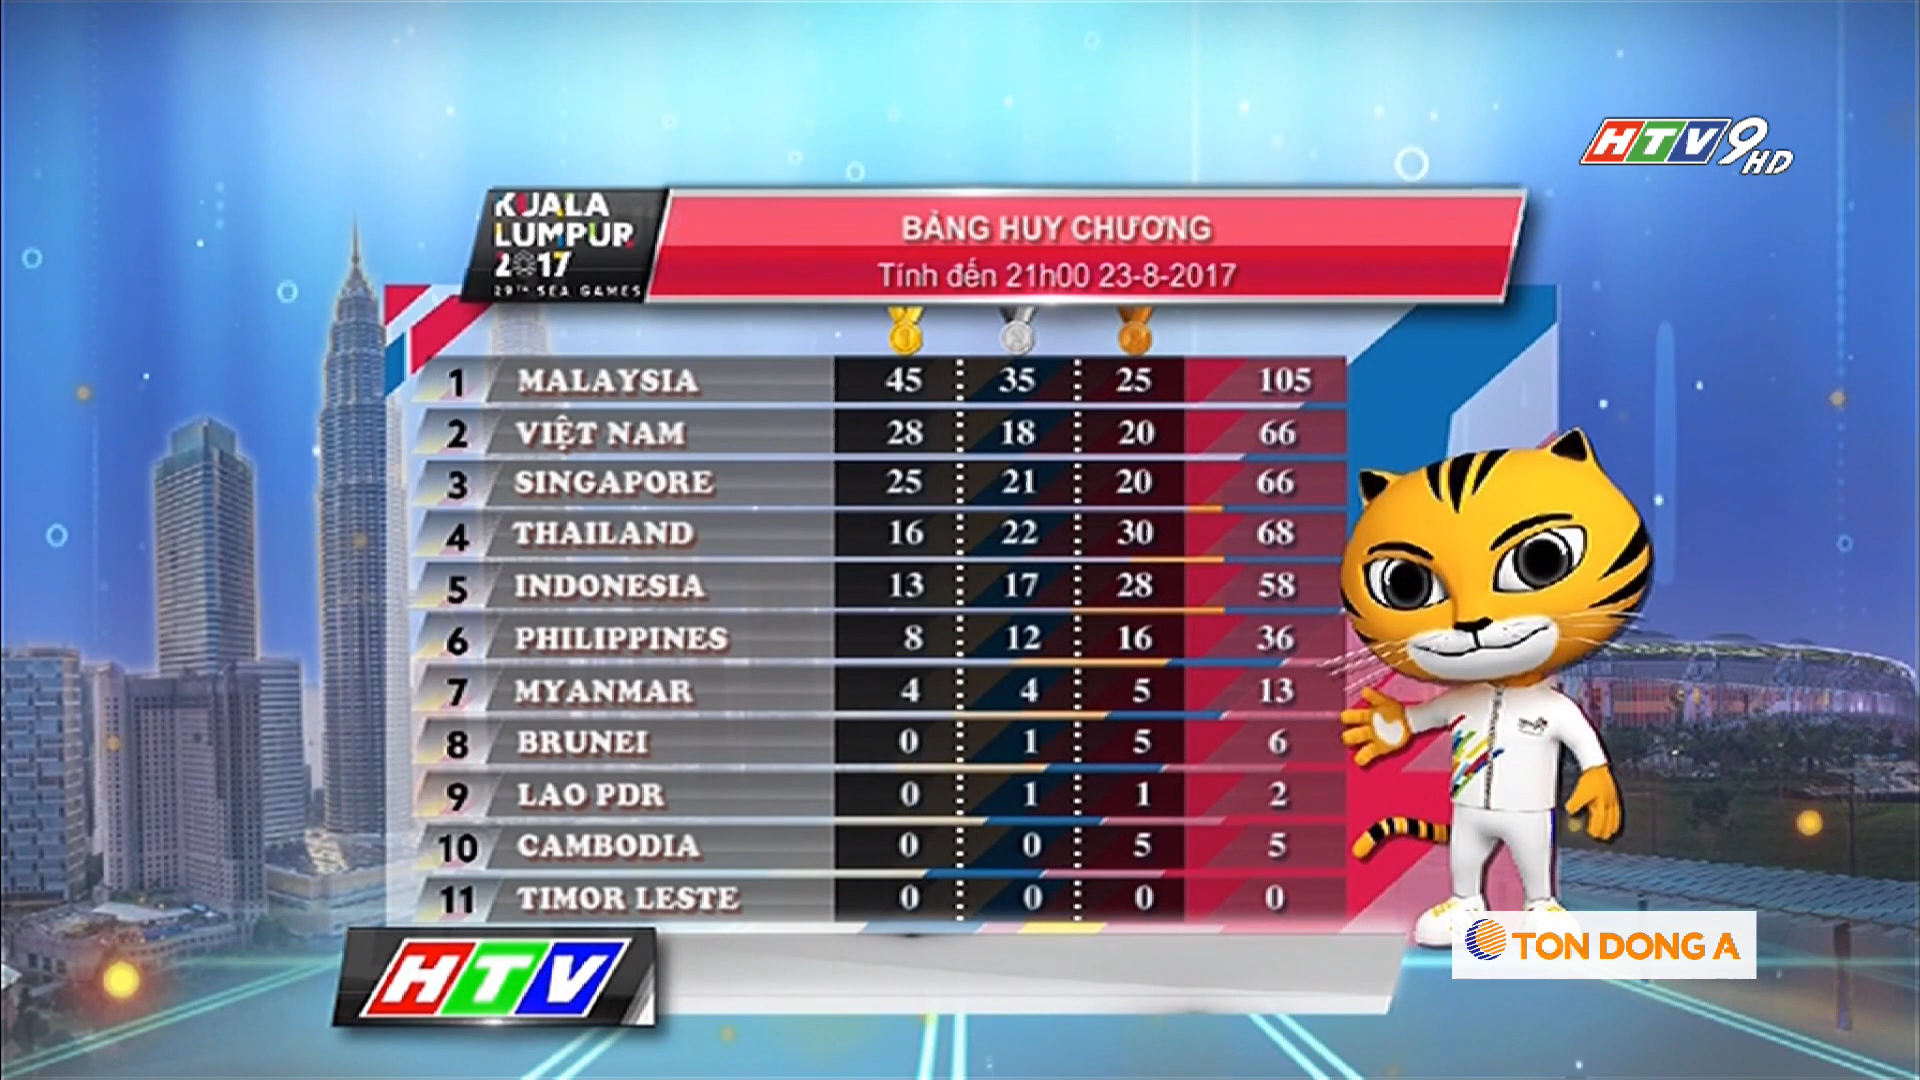 HTV9 HD
KUALA
LUMPUR
2017
29TH SEA GAMES
BẢNG HUY CHƯƠNG
Tính đến 21h00 23-8-2017
1 MALAYSIA 45 35 25 105
2 VIỆT NAM 28 18 20 66
3 SINGAPORE 25 21 20 66
4 THAILAND 16 22 30 68
5 INDONESIA 13 17 28 58
6 PHILIPPINES 8 12 16 36
7 MYANMAR 4 4 5 13
8 BRUNEI 0 1 5 6
9 LAO PDR 0 1 1 2
10 CAMBODIA 0 0 5 5
11 TIMOR LESTE 0 0 0 0
HTV
TON DONG A